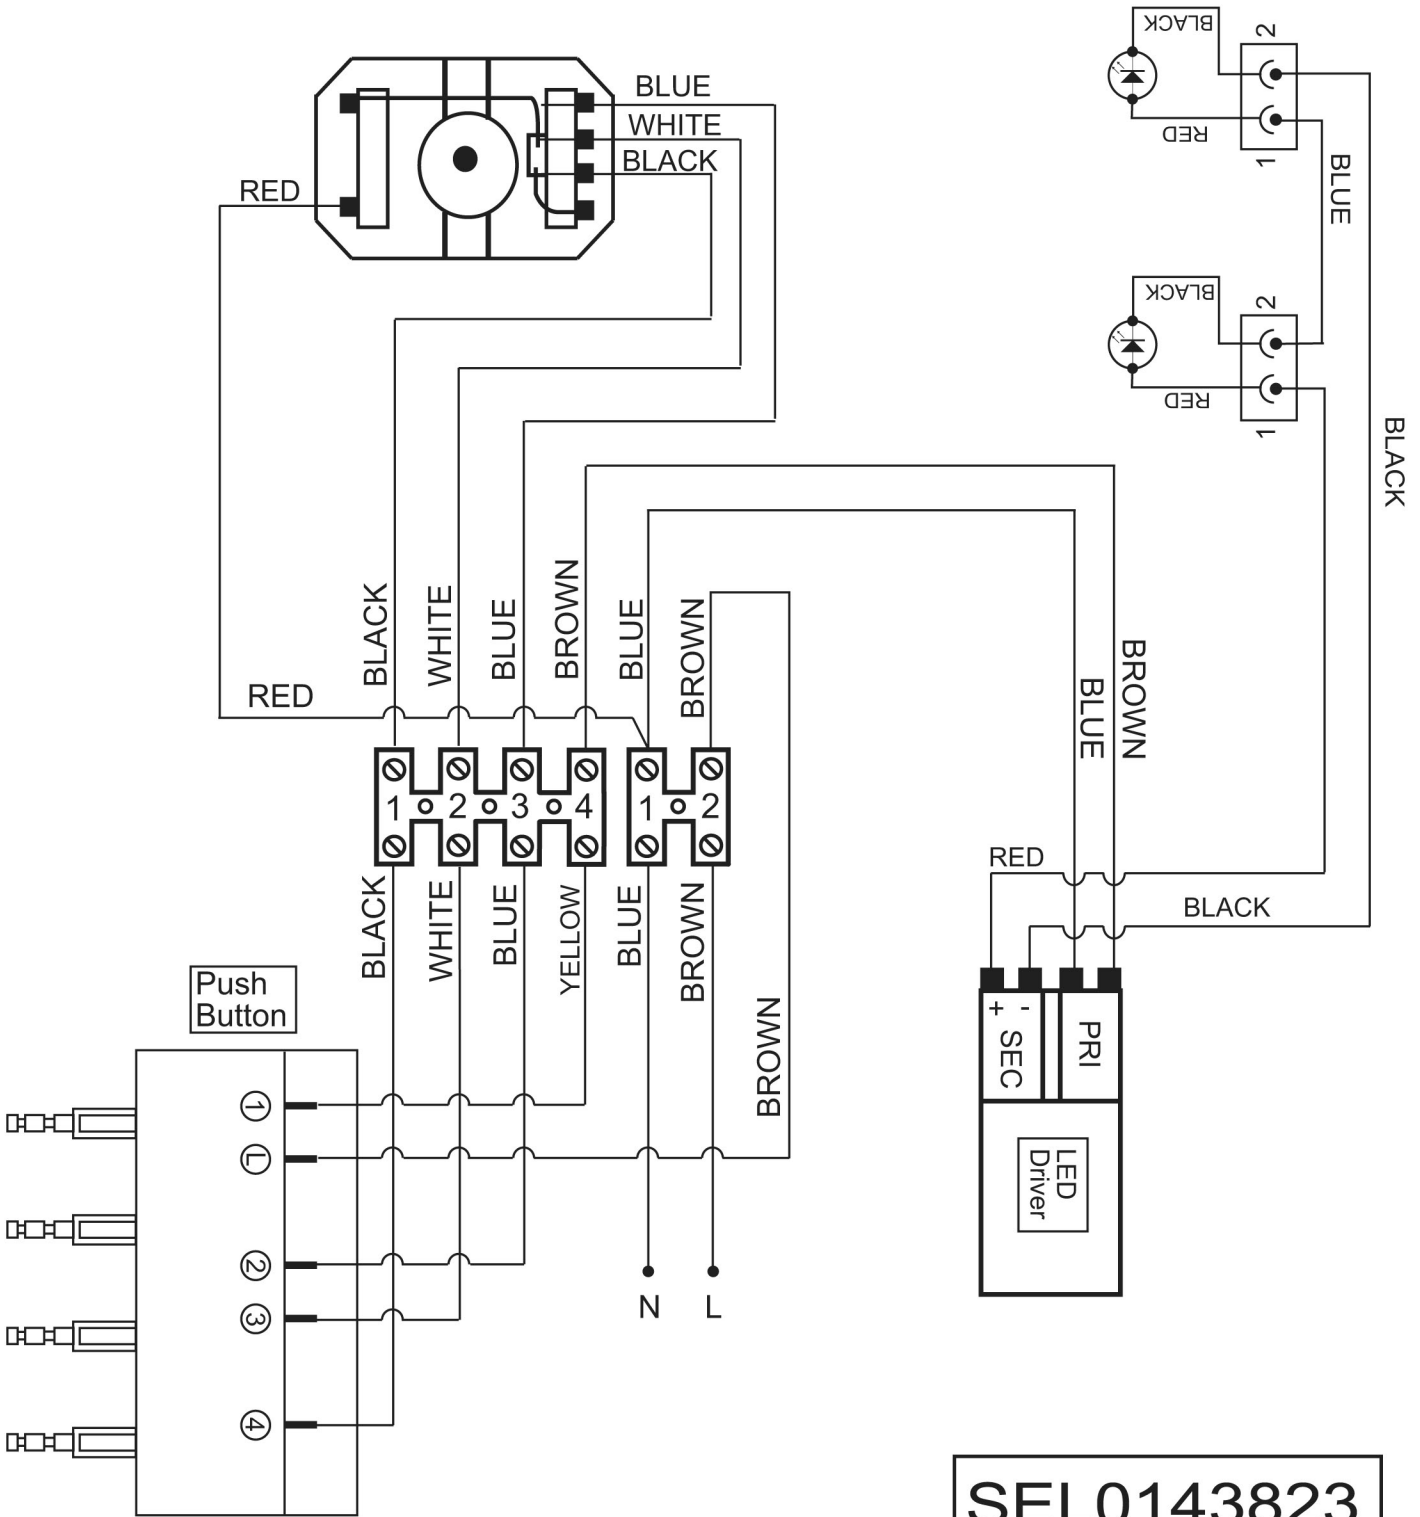 BLACK
2
RED
1
BLUE
WHITE
BLACK
RED
BLUE
BLACK
2
RED
1
BLACK
BLACK
WHITE
BLUE
BROWN
BLUE
BROWN
BLUE
BROWN
RED
1 2 3 4 1 2
RED
BLACK
BLACK
WHITE
BLUE
YELLOW
BLUE
BROWN
BROWN
Push
Button
+ -
SEC
PRI
1
L
2
3
4
LED
Driver
N L